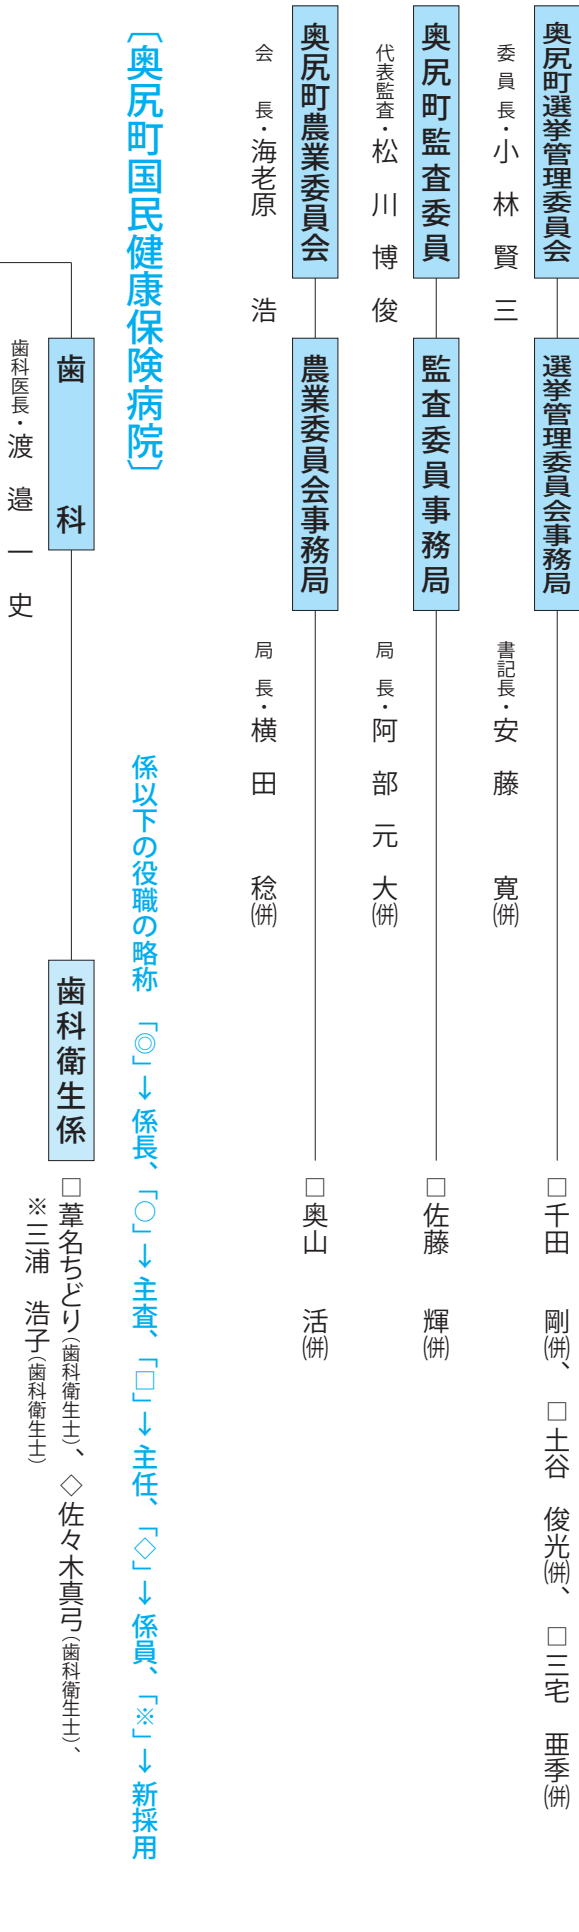 奥尻町選挙管理委員会
選挙管理委員会事務局
□千田　剛㈹、□土谷　俊光(併)、□三宅　亜季(併)
委員長・小林賢三
書記長・安藤　寛(併)
奥尻町監査委員
監査委員事務局
□佐藤　輝(併)
代表監査・松川博俊
局長・阿部元大(併)
奥尻町農業委員会
農業委員会事務局
□奥山　活(併)
会長・海老原　浩
局長・横田　稔(併)
〔奥尻町国民健康保険病院〕
係以下の役職の略称　「◎」→係長、「○」→主査、「□」→主任、「◇」→係員、「※」→新採用
歯科
歯科衛生係
□葦名ちどり(歯科衛生士)、◇佐々木真弓(歯科衛生士)、
※三浦　浩子(歯科衛生士)
歯科医長・渡邉一史